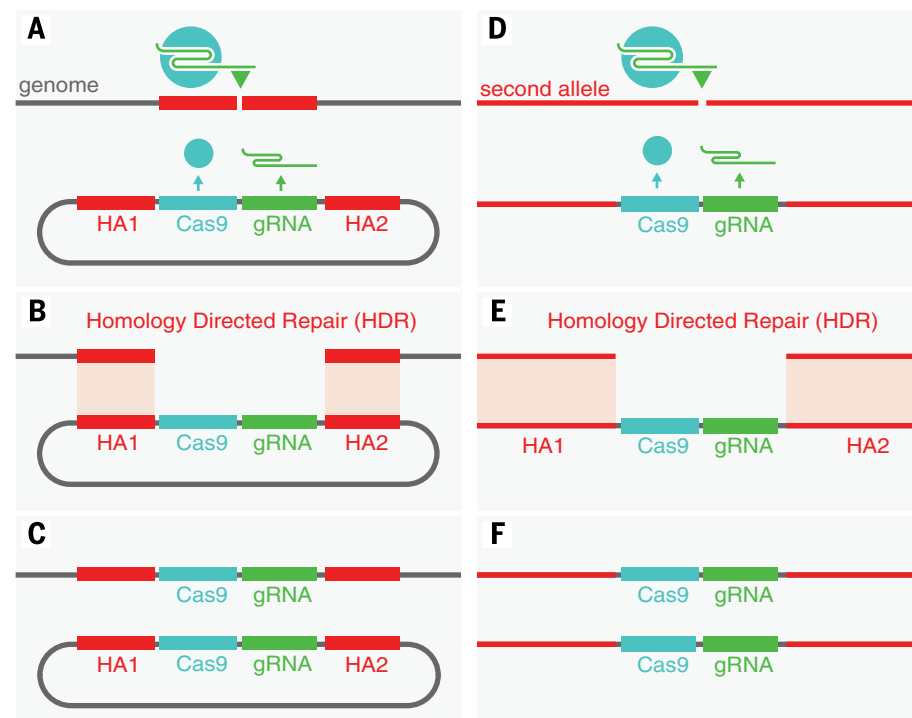 A
genome
HA1 Cas9 gRNA HA2
B
Homology Directed Repair (HDR)
HA1 Cas9 gRNA HA2
C
Cas9 gRNA
HA1 Cas9 gRNA HA2
D
second allele
Cas9 gRNA
E
Homology Directed Repair (HDR)
HA1 Cas9 gRNA HA2
F
Cas9 gRNA
Cas9 gRNA